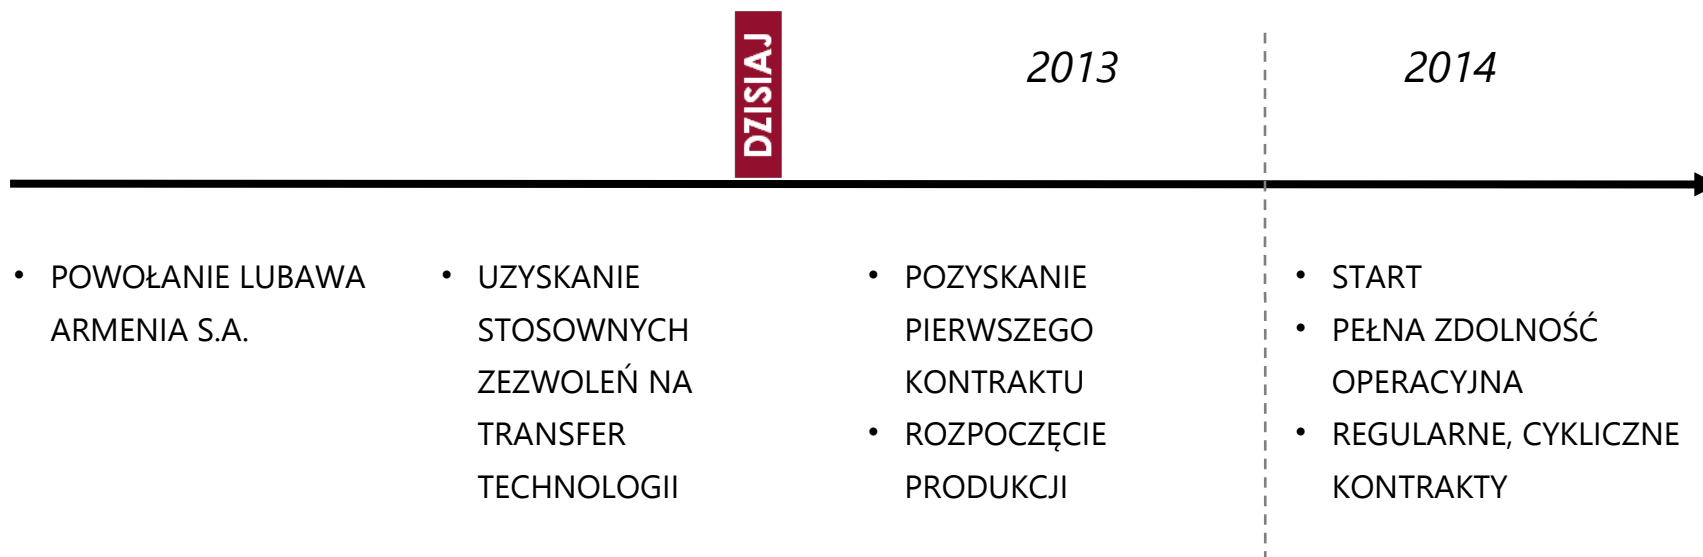 DZISIAJ
2013
2014
• POWOŁANIE LUBAWA
ARMENIA S.A.
• UZYSKANIE
STOSOWNYCH
ZEZWOLEŃ NA
TRANSFER
TECHNOLOGII
• POZYSKANIE
PIERWSZEGO
KONTRAKTU
• ROZPOCZĘCIE
PRODUKCJI
• START
• PEŁNA ZDOLNOŚĆ
OPERACYJNA
• REGULARNE, CYKLICZNE
KONTRAKTY